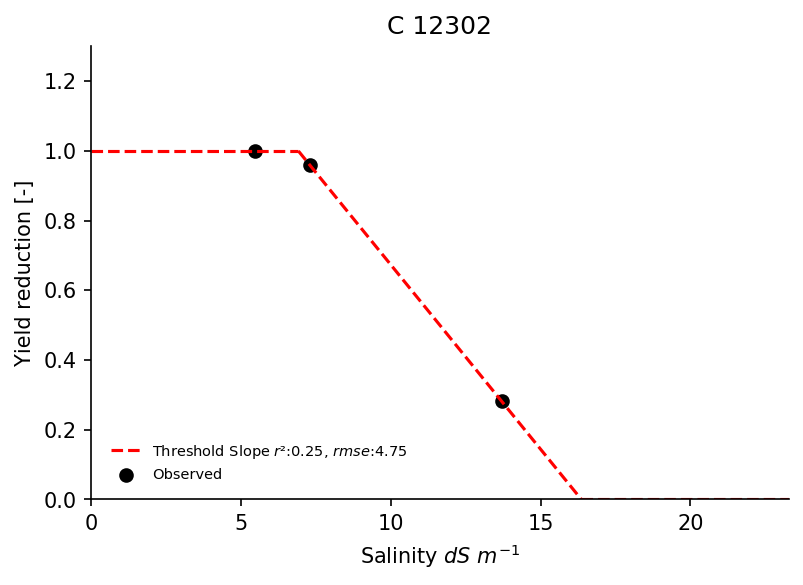 C 12302
Yield reduction [-]
1.2
1.0
0.8
0.6
0.4
0.2
0.0
Threshold Slope r²:0.25, rmse:4.75
Observed
0 5 10 15 20
Salinity dS m⁻¹